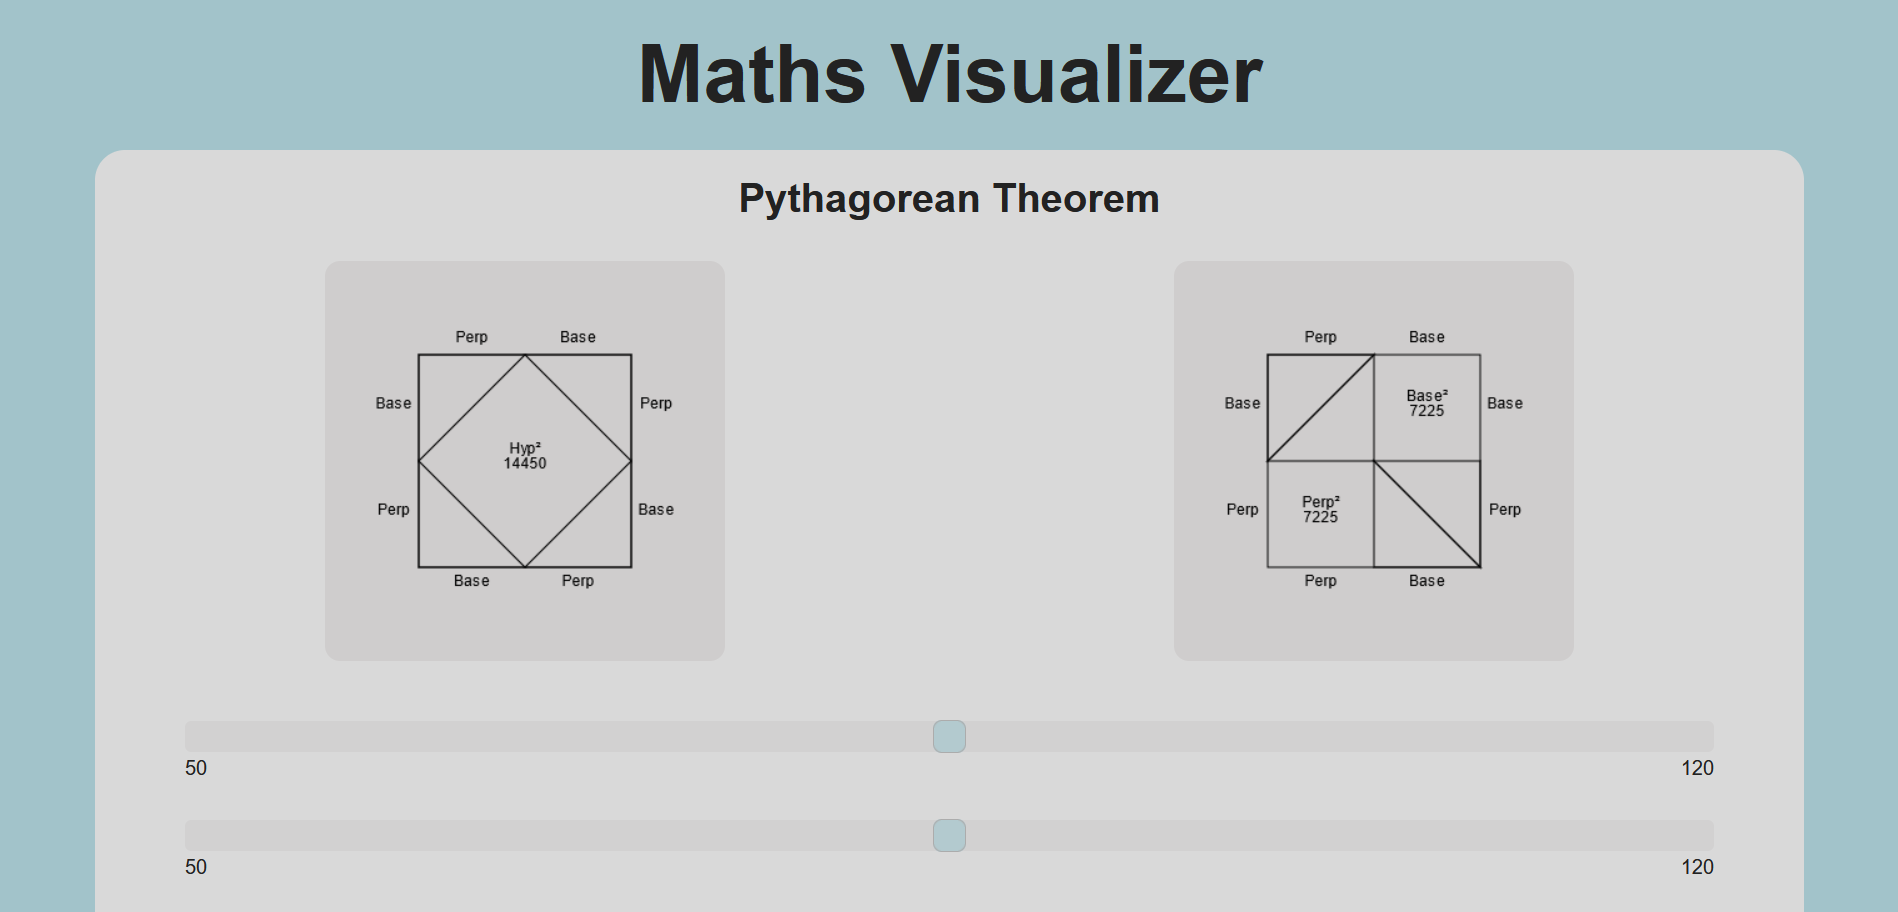 Maths Visualizer
Pythagorean Theorem
Perp Base
Base Perp
Hyp²
14450
Perp Base
Base Perp
Perp Base
Base²
7225
Base Base
Perp²
7225
Perp Perp
Perp Base
50 120
50 120